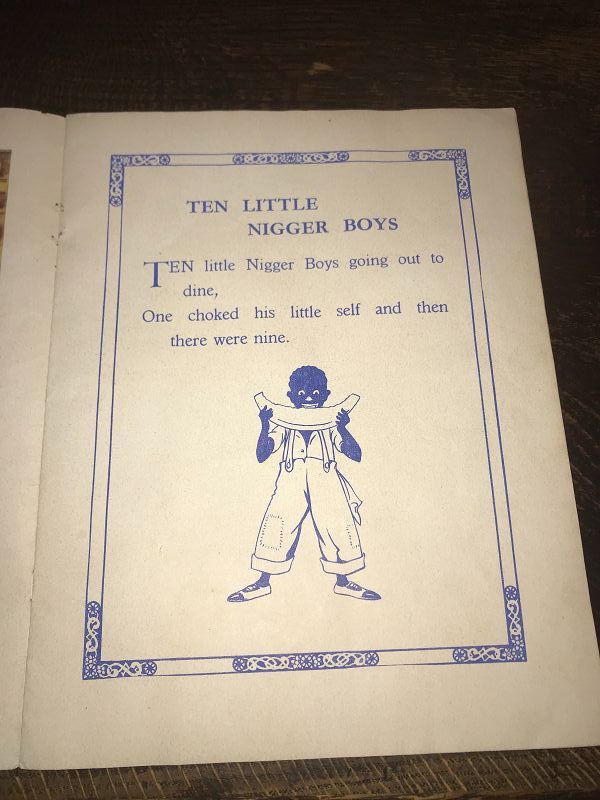 TEN LITTLE
NIGGER BOYS
TEN little Nigger Boys going out to
dine,
One choked his little self and then
there were nine.